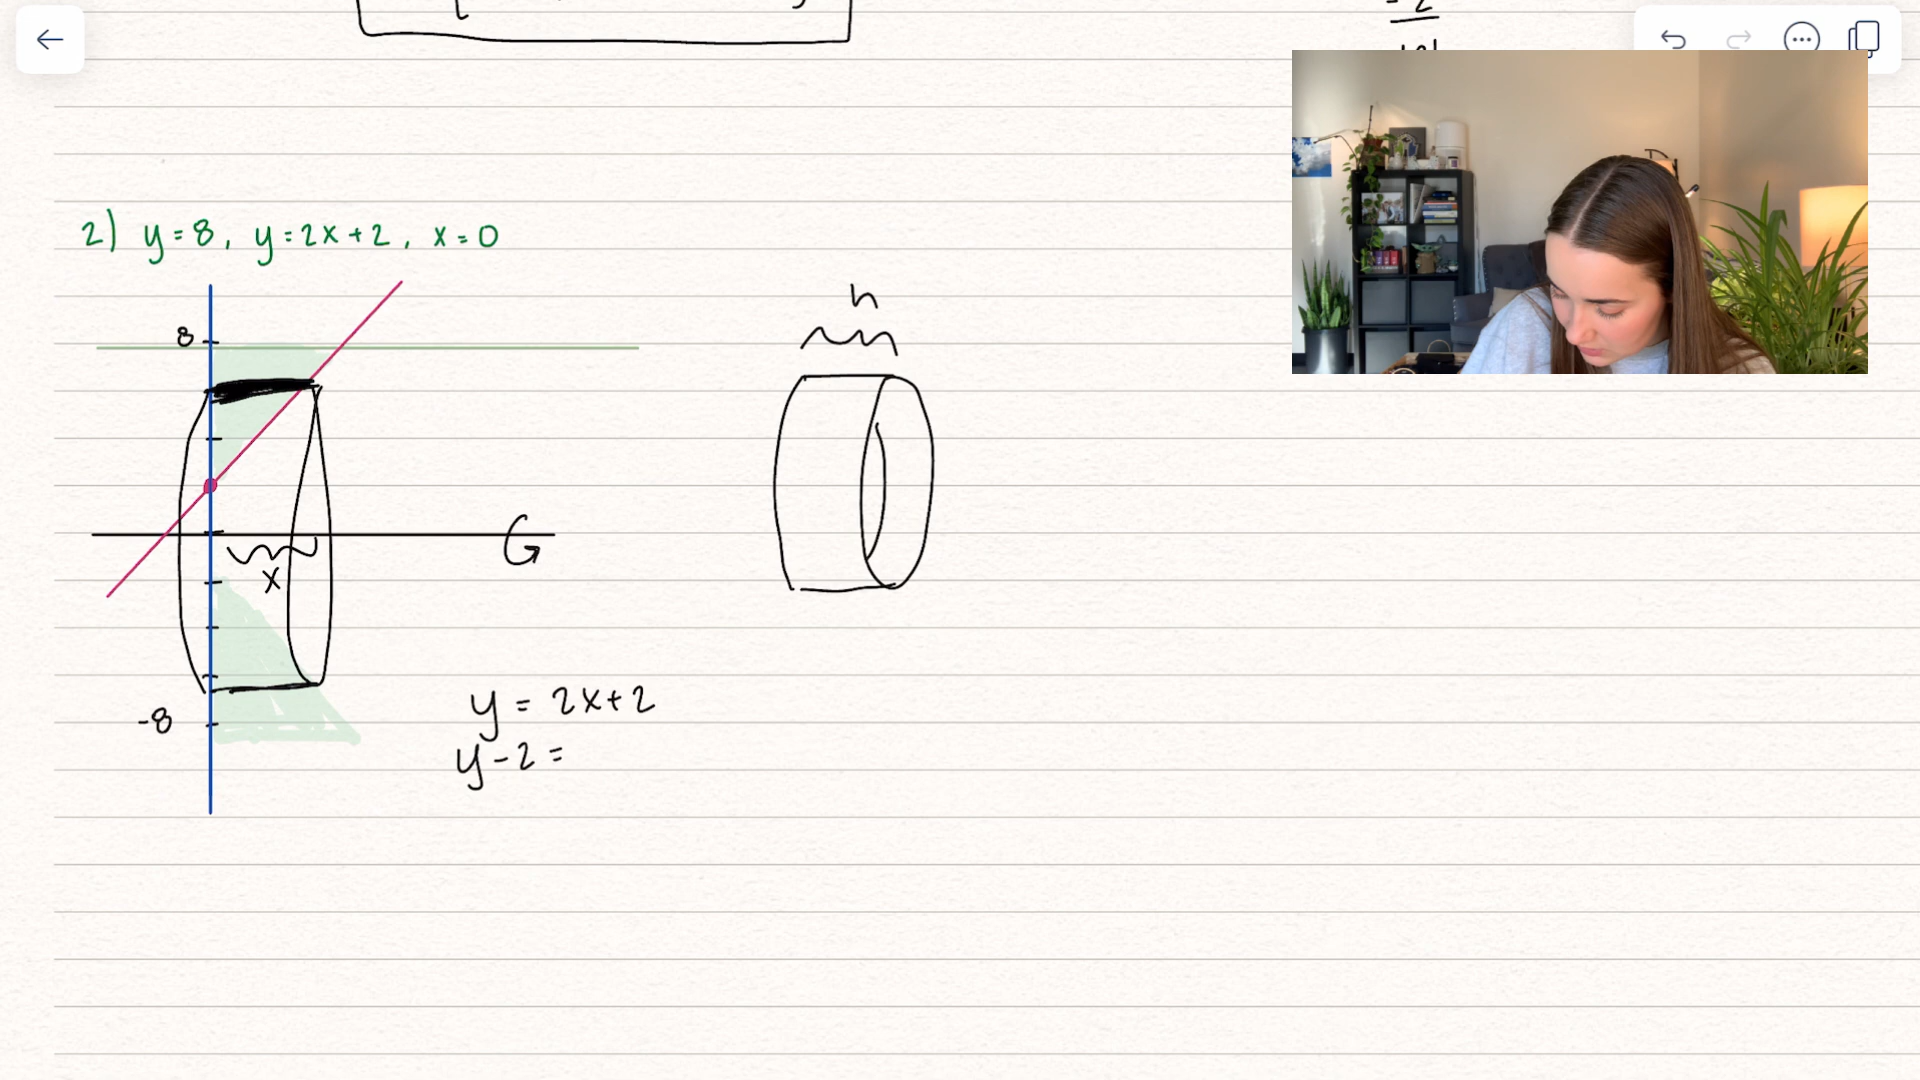 2) y=8, y=2x+2, x=0
h
8
x
-8
y = 2x+2
y-2=